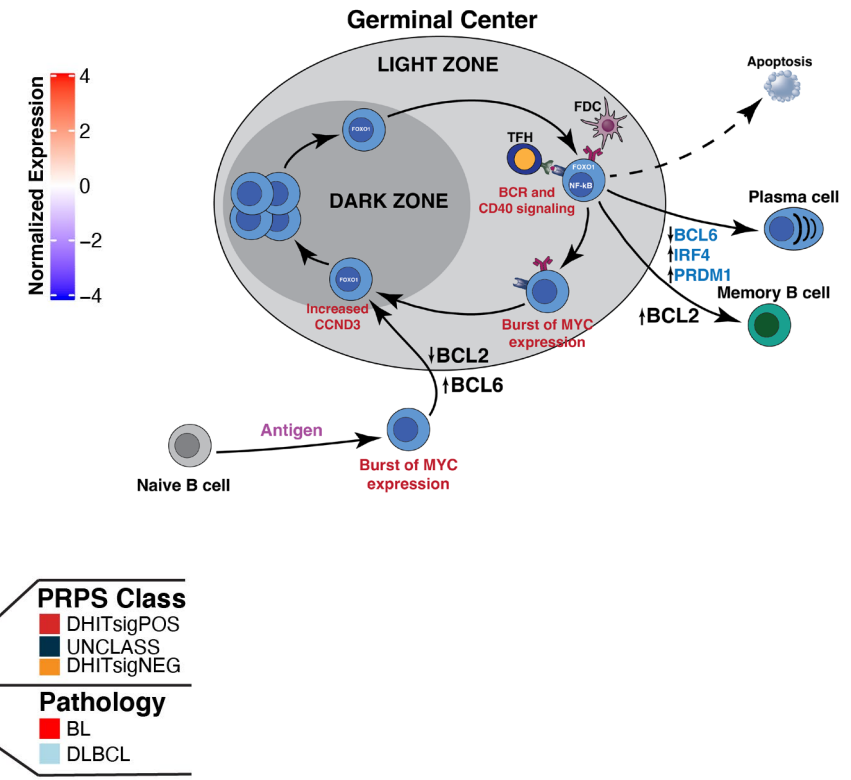 Germinal Center
LIGHT ZONE
DARK ZONE
Normalized Expression
4
2
0
−2
−4
FOXO1
FDC
TFH
FOXO1
NF-kB
BCR and
CD40 signaling
Apoptosis
Plasma cell
↓BCL6
↑IRF4
↑PRDM1
Memory B cell
↑BCL2
FOXO1
Increased
CCND3
Burst of MYC
expression
↓BCL2
↑BCL6
Antigen
Naive B cell
Burst of MYC
expression
PRPS Class
DHITsigPOS
UNCLASS
DHITsigNEG
Pathology
BL
DLBCL